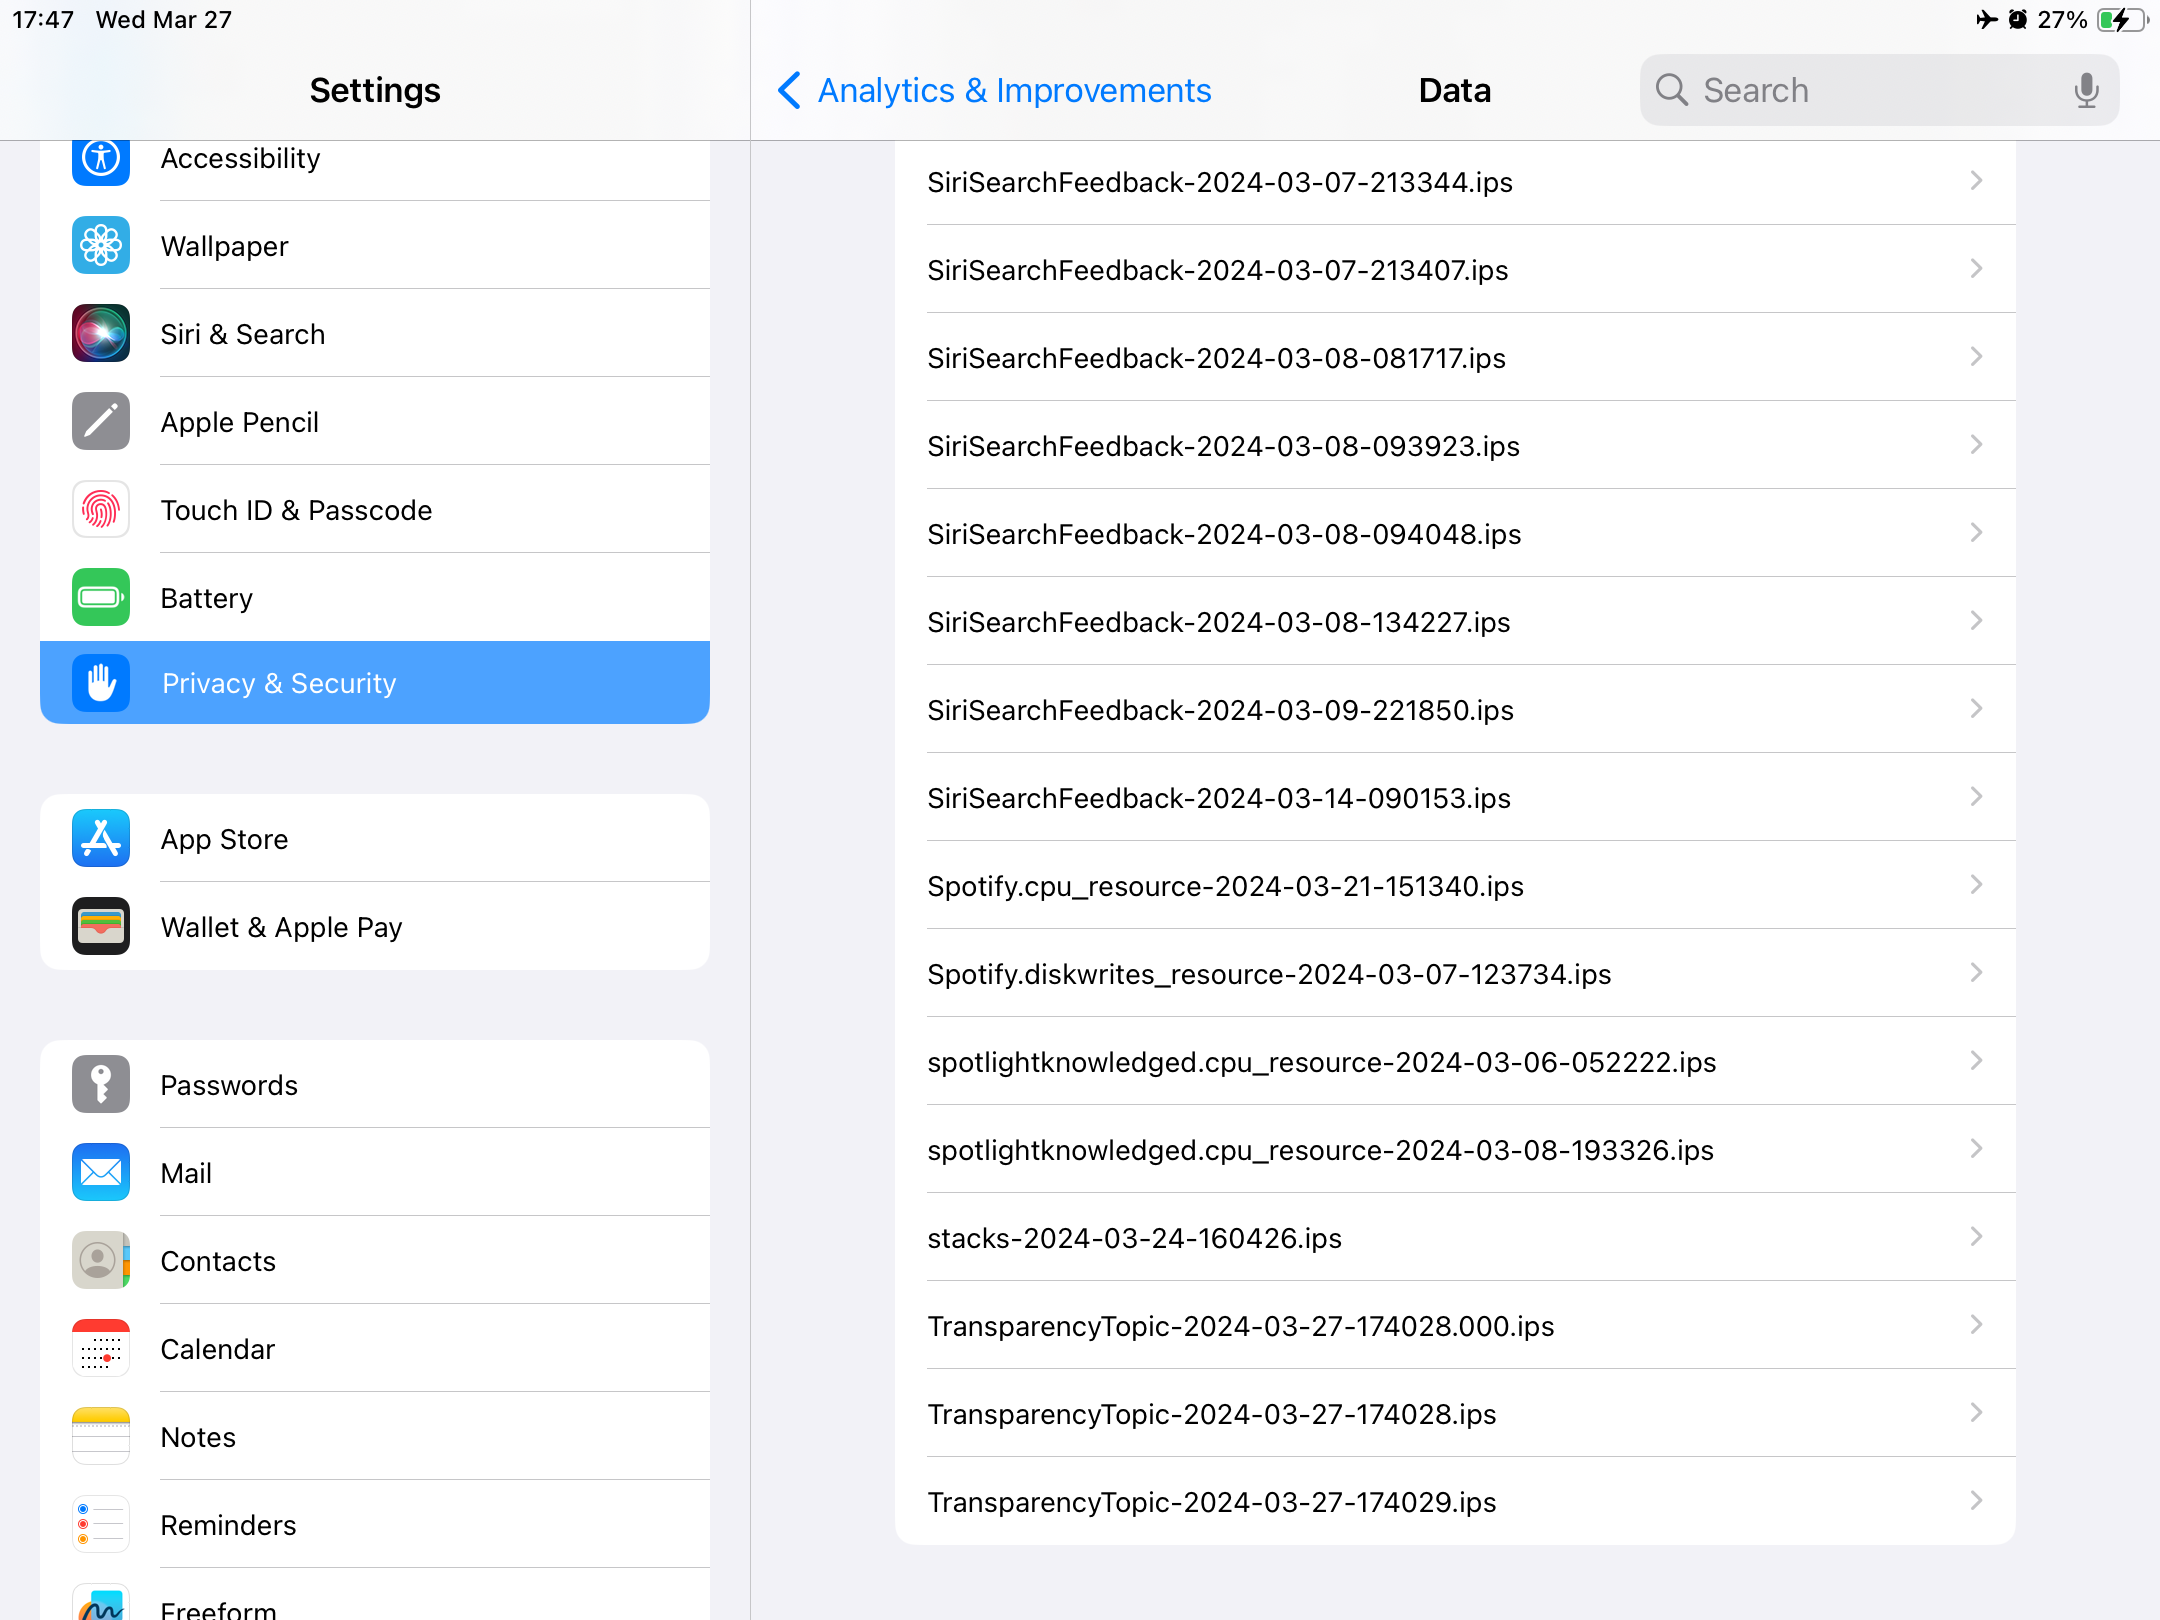 17:47 Wed Mar 27
27%
Settings
Accessibility
Wallpaper
Siri & Search
Apple Pencil
Touch ID & Passcode
Battery
Privacy & Security
App Store
Wallet & Apple Pay
Passwords
Mail
Contacts
Calendar
Notes
Reminders
Freeform
Analytics & Improvements
Data
Search
SiriSearchFeedback-2024-03-07-213344.ips
SiriSearchFeedback-2024-03-07-213407.ips
SiriSearchFeedback-2024-03-08-081717.ips
SiriSearchFeedback-2024-03-08-093923.ips
SiriSearchFeedback-2024-03-08-094048.ips
SiriSearchFeedback-2024-03-08-134227.ips
SiriSearchFeedback-2024-03-09-221850.ips
SiriSearchFeedback-2024-03-14-090153.ips
Spotify.cpu_resource-2024-03-21-151340.ips
Spotify.diskwrites_resource-2024-03-07-123734.ips
spotlightknowledged.cpu_resource-2024-03-06-052222.ips
spotlightknowledged.cpu_resource-2024-03-08-193326.ips
stacks-2024-03-24-160426.ips
TransparencyTopic-2024-03-27-174028.000.ips
TransparencyTopic-2024-03-27-174028.ips
TransparencyTopic-2024-03-27-174029.ips